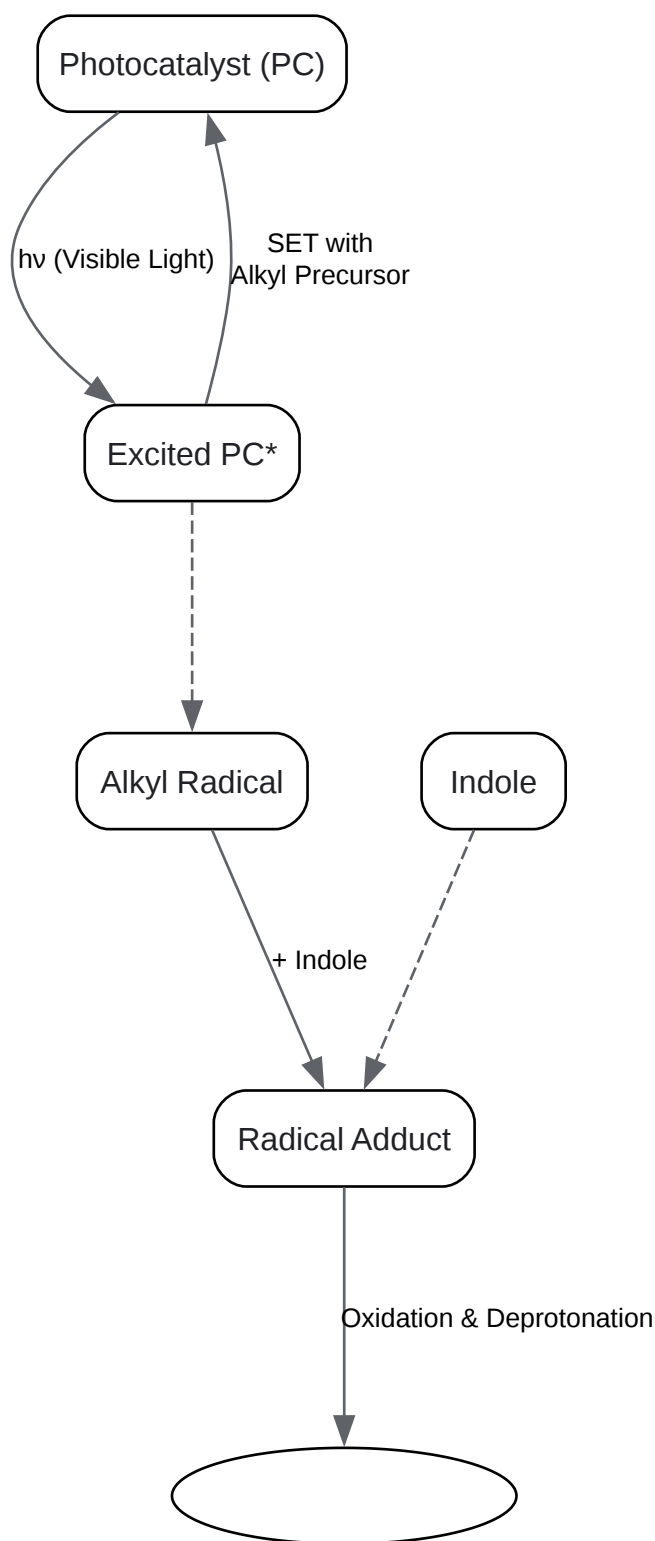 Photocatalyst (PC)
hν (Visible Light)
SET with
Alkyl Precursor
Excited PC*
Alkyl Radical
Indole
+ Indole
Radical Adduct
Oxidation & Deprotonation